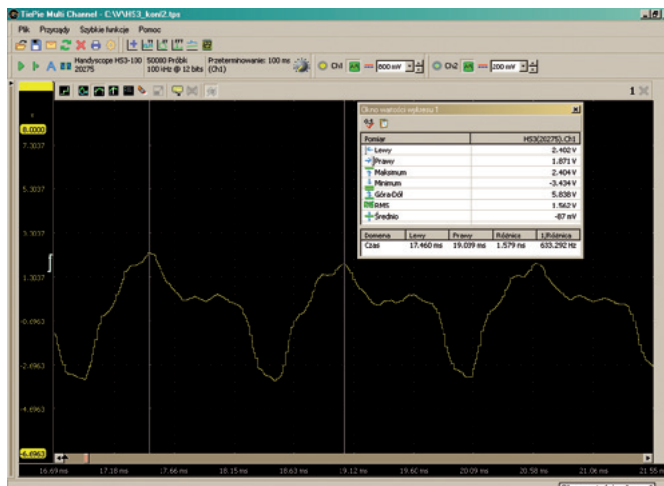 TiePie Multi Channel - C:\VV\HS3_koni2.tps
Plik Przyrządy Szybkie funkcje Pomoc
Handyscope HS3-100 50000 Próbki Przeterminowanie: 100 ms Ch1 800 mV Ch2 200 mV
20275 100 kHz @ 12 bits (Ch1)
1
Okno wartości wykresu 1
V
8.0000
7.3037
5.3037
3.3037
1.3037
-0.6963
-2.6963
-4.6963
-6.6963
Pomiar HS3(20275).Ch1
Lewy 2.402 V
Prawy 1.871 V
Maksimum 2.404 V
Minimum -3.434 V
Góra-Dół 5.838 V
RMS 1.562 V
Średnio -87 mV
Domena Lewy Prawy Różnica 1/Różnica
Czas 17.460 ms 19.039 ms 1.579 ms 633.292 Hz
16.69 ms 17.18 ms 17.66 ms 18.15 ms 18.63 ms 19.12 ms 19.60 ms 20.09 ms 20.58 ms 21.06 ms 21.55 ms